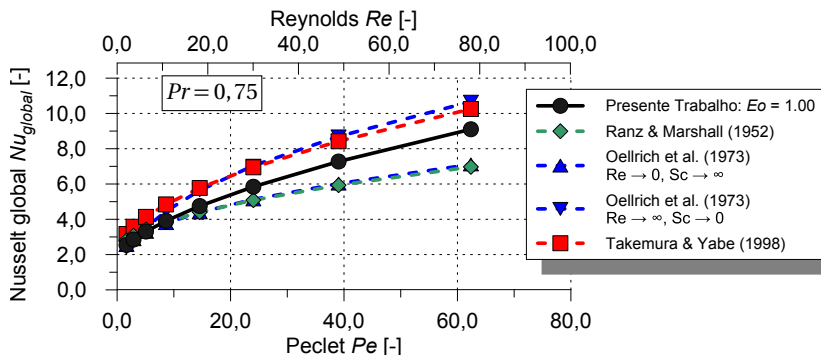 Reynolds Re [-]
0,0 20,0 40,0 60,0 80,0 100,0
Nusselt global Nu_global [-]
12,0
10,0
8,0
6,0
4,0
2,0
0,0
Pr = 0,75
Presente Trabalho: Eo = 1.00
Ranz & Marshall (1952)
Oellrich et al. (1973)
Re → 0, Sc → ∞
Oellrich et al. (1973)
Re → ∞, Sc → 0
Takemura & Yabe (1998)
0,0 20,0 40,0 60,0 80,0
Peclet Pe [-]